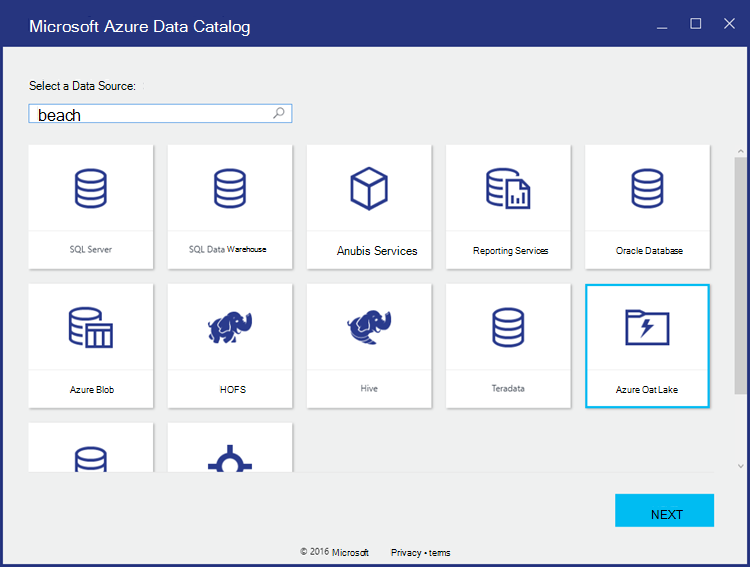 Microsoft Azure Data Catalog
Select a Data Source:
beach
SQL Server
SQL Data Warehouse
Anubis Services
Reporting Services
Oracle Database
Azure Blob
HOFS
Hive
Teradata
Azure Oat Lake
NEXT
© 2016 Microsoft
Privacy • terms